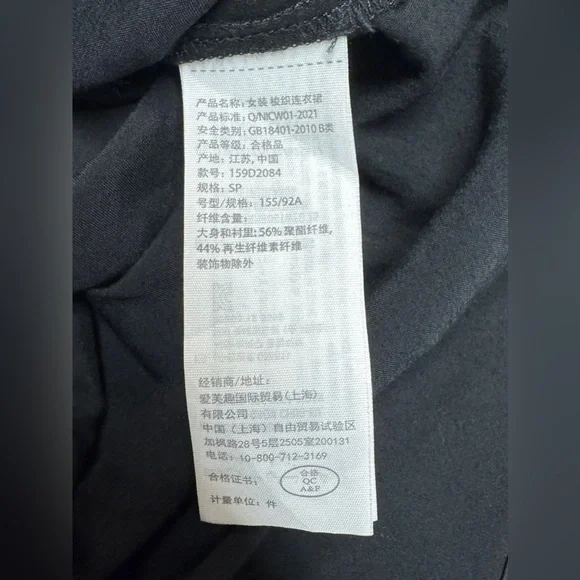 产品名称: 女装 梭织连衣裙
产品标准: Q/NICW01-2021
安全类别: GB18401-2010 B类
产品等级: 合格品
产地: 江苏, 中国
款号: 159D2084
规格: SP
号型/规格: 155/92A
纤维含量:
大身和衬里: 56% 聚酯纤维,
44% 再生纤维素纤维
装饰物除外
经销商/地址:
爱芙趣国际贸易(上海)
有限公司
中国 (上海) 自由贸易试验区
加枫路28号5层2505室200131
电话: 10-800-712-3169
合格证书:
合格
QC
A&F
计量单位: 件